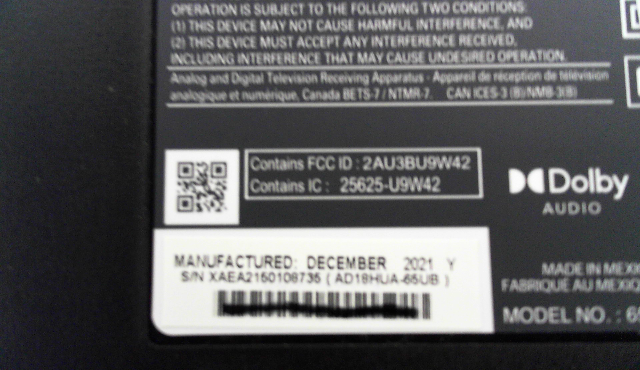 OPERATION IS SUBJECT TO THE FOLLOWING TWO CONDITIONS:
(1) THIS DEVICE MAY NOT CAUSE HARMFUL INTERFERENCE, AND
(2) THIS DEVICE MUST ACCEPT ANY INTERFERENCE RECEIVED,
INCLUDING INTERFERENCE THAT MAY CAUSE UNDESIRED OPERATION.
Analog and Digital Television Receiving Apparatus - Appareil de réception de télévision
analogique et numérique, Canada BETS-7 / NTMR-7. CAN ICES-3 (B)/NMB-3(B)
Contains FCC ID : 2AU3BU9W42
Contains IC : 25625-U9W42
Dolby
AUDIO
MANUFACTURED: DECEMBER 2021 Y
S/N XAEA2150108735 ( AD18HUA-65UB )
MADE IN MEXI
FABRIQUÉ AU MEXIQ
MODEL NO. : 65